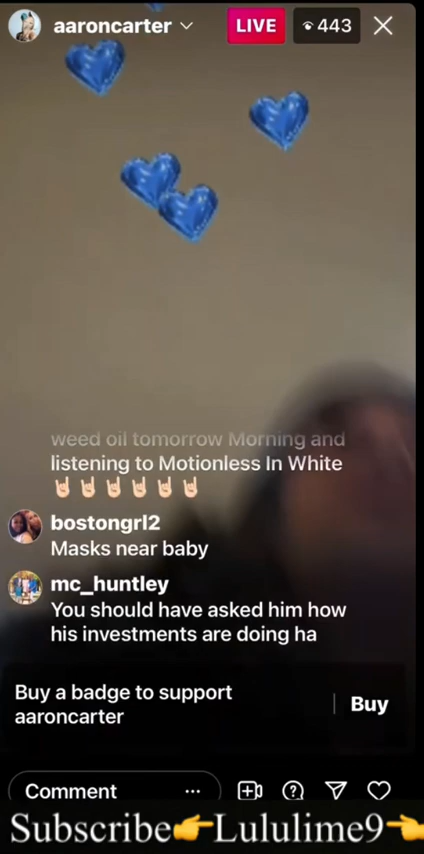 aaroncarter
LIVE
443
weed oil tomorrow Morning and
listening to Motionless In White
🤘🏻🤘🏻🤘🏻🤘🏻🤘🏻🤘🏻
bostongrl2
Masks near baby
mc_huntley
You should have asked him how
his investments are doing ha
Buy a badge to support
aaroncarter
Buy
Comment
Subscribe👉Lululime9👈